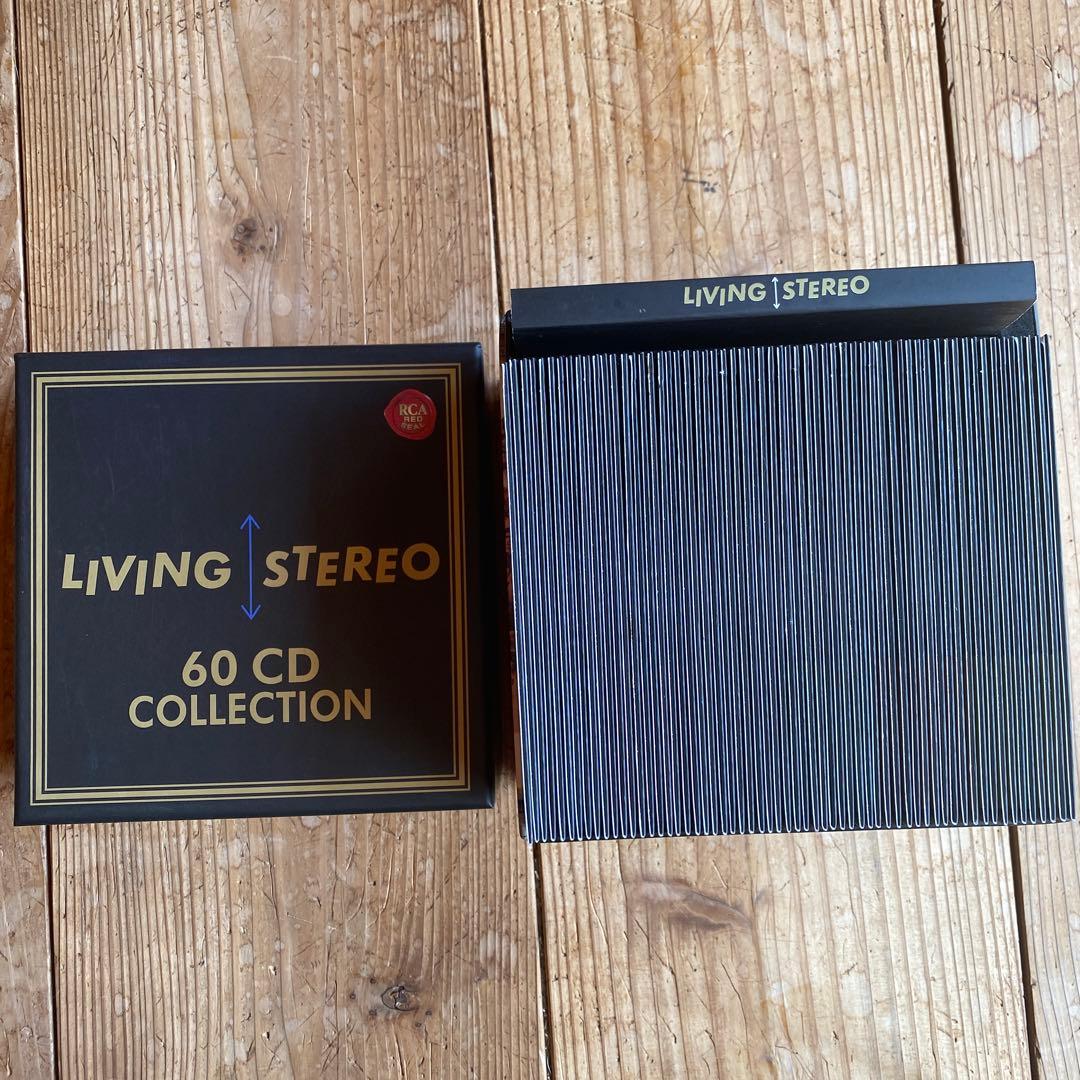 RCA
RED
SEAL
LIVING STEREO
60 CD
COLLECTION
LIVING STEREO